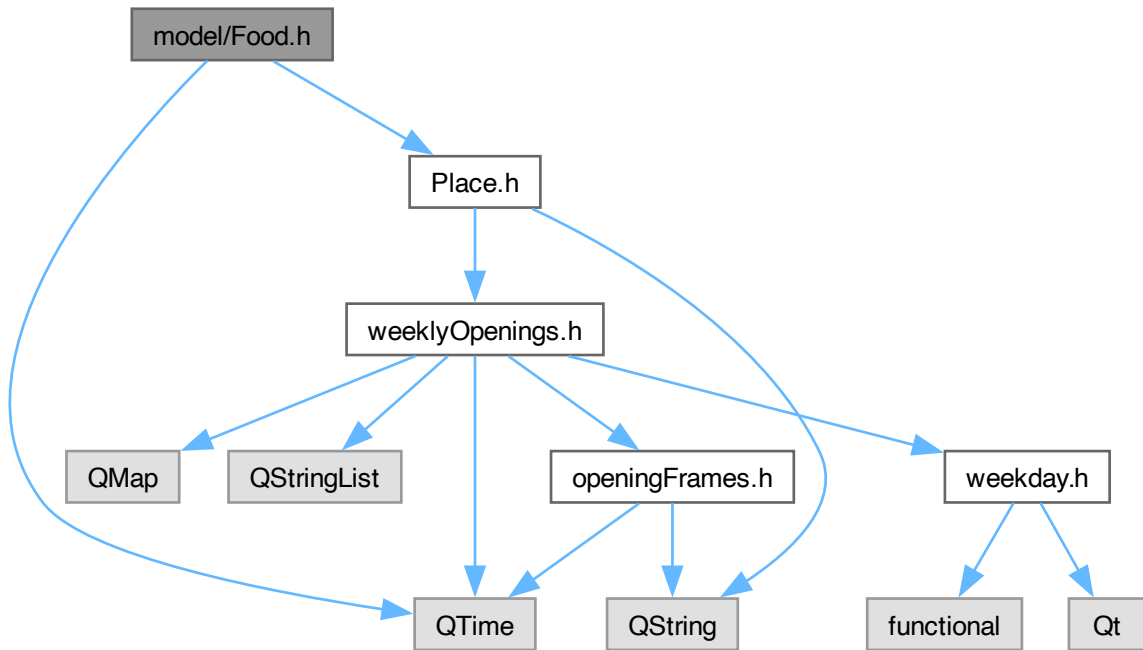 model/Food.h
Place.h
weeklyOpenings.h
QMap
QStringList
openingFrames.h
weekday.h
QTime
QString
functional
Qt